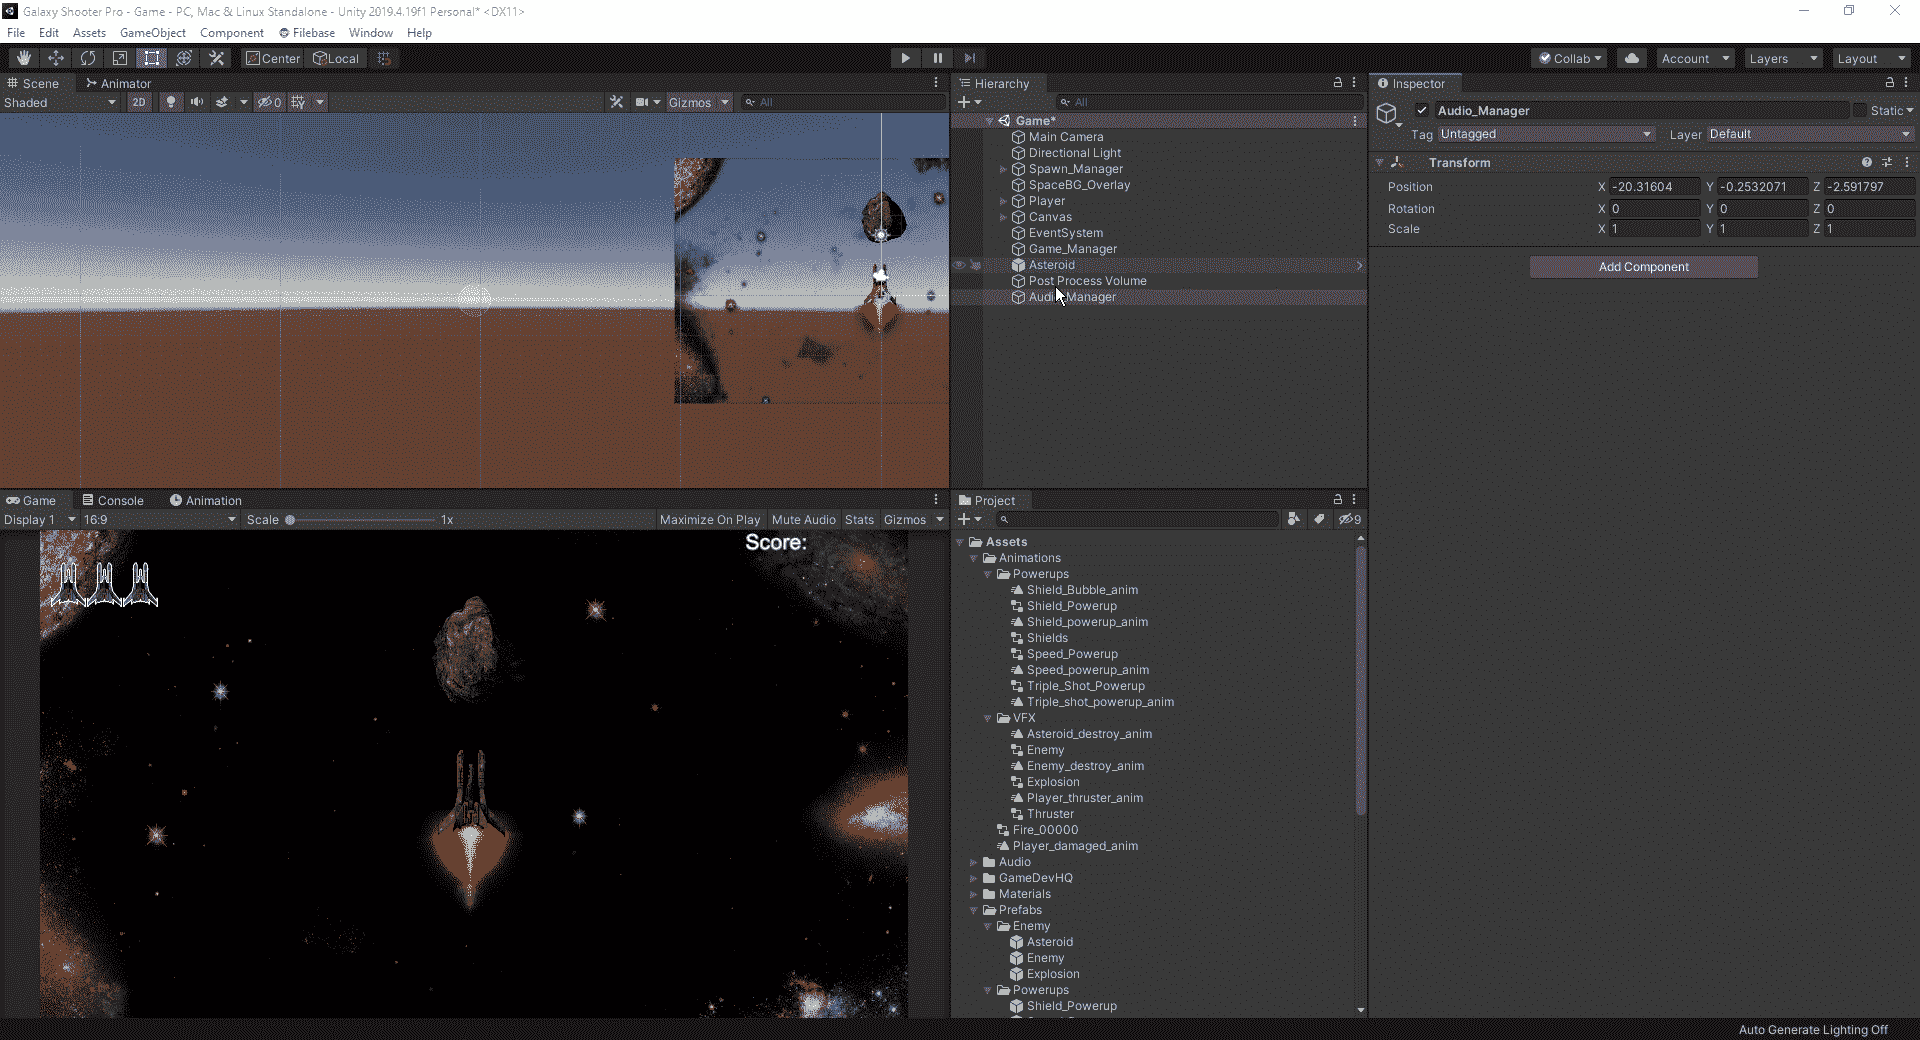 Galaxy Shooter Pro - Game - PC, Mac & Linux Standalone - Unity 2019.4.19f1 Personal* <DX11>
File Edit Assets GameObject Component Filebase Window Help
Center Local Collab Account Layers Layout
Scene Animator
Shaded 2D 0 Gizmos All
Hierarchy
All
Game*
Main Camera
Directional Light
Spawn_Manager
SpaceBG_Overlay
Player
Canvas
EventSystem
Game_Manager
Asteroid
Post Process Volume
Audio_Manager
Inspector
Audio_Manager Static
Tag Untagged Layer Default
Transform
Position X -20.31604 Y -0.2532071 Z -2.591797
Rotation X 0 Y 0 Z 0
Scale X 1 Y 1 Z 1
Add Component
Game Console Animation
Display 1 16:9 Scale 1x Maximize On Play Mute Audio Stats Gizmos
Score:
Project
9
Assets
Animations
Powerups
Shield_Bubble_anim
Shield_Powerup
Shield_powerup_anim
Shields
Speed_Powerup
Speed_powerup_anim
Triple_Shot_Powerup
Triple_shot_powerup_anim
VFX
Asteroid_destroy_anim
Enemy
Enemy_destroy_anim
Explosion
Player_thruster_anim
Thruster
Fire_00000
Player_damaged_anim
Audio
GameDevHQ
Materials
Prefabs
Enemy
Asteroid
Enemy
Explosion
Powerups
Shield_Powerup
Auto Generate Lighting Off